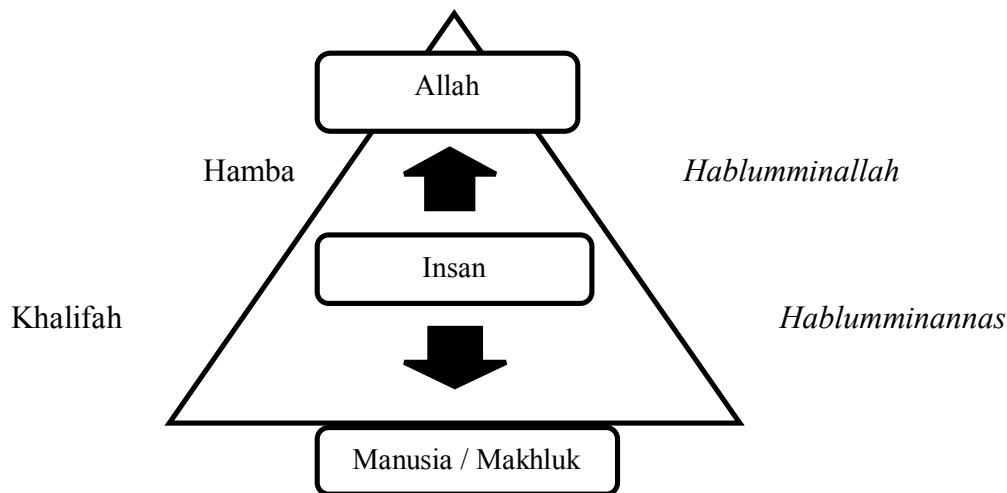 Allah
Hamba
Hablumminallah
Insan
Khalifah
Hablumminannas
Manusia / Makhluk